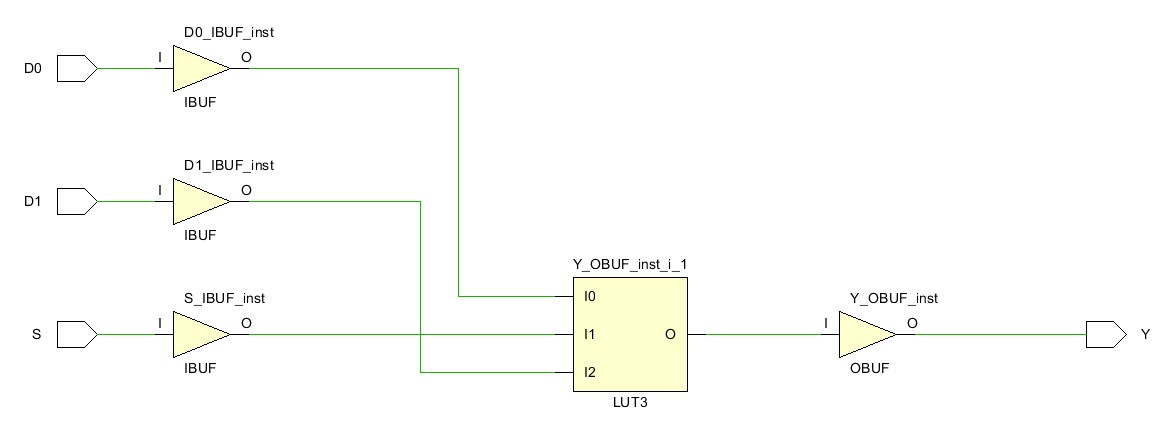 D0_IBUF_inst
D0
I
O
IBUF
D1_IBUF_inst
D1
I
O
IBUF
S_IBUF_inst
S
I
O
IBUF
Y_OBUF_inst_i_1
I0
I1
I2
O
LUT3
Y_OBUF_inst
I
O
OBUF
Y